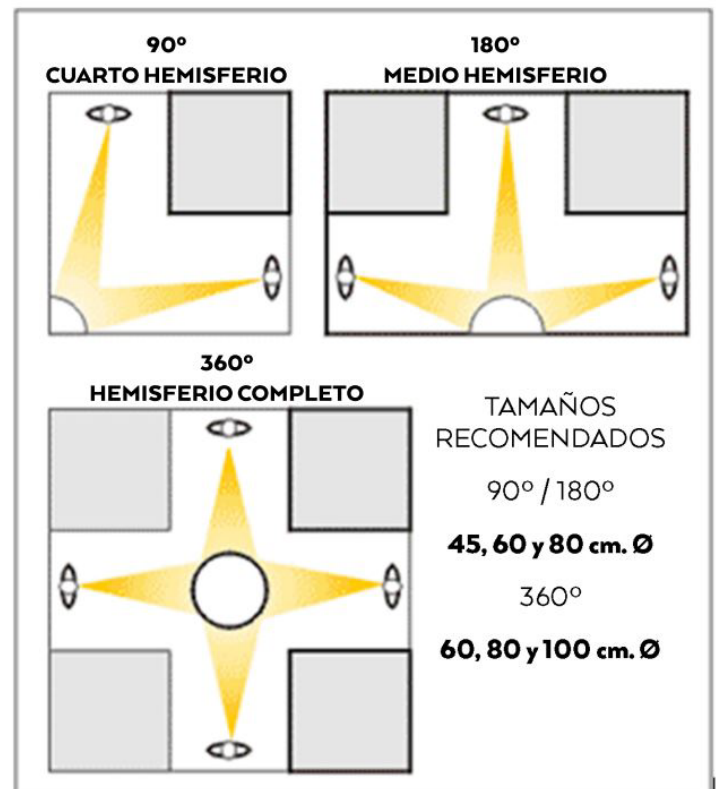 90º
CUARTO HEMISFERIO
180º
MEDIO HEMISFERIO
360º
HEMISFERIO COMPLETO
TAMAÑOS
RECOMENDADOS
90º / 180º
45, 60 y 80 cm. Ø
360º
60, 80 y 100 cm. Ø